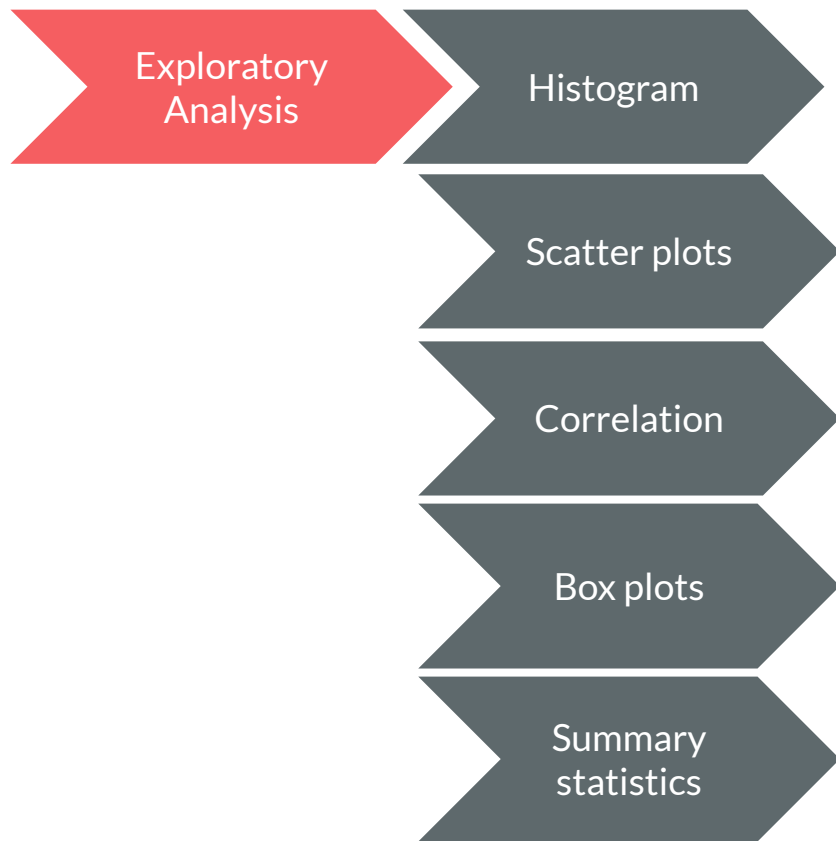 Exploratory
Analysis
Histogram
Scatter plots
Correlation
Box plots
Summary
statistics